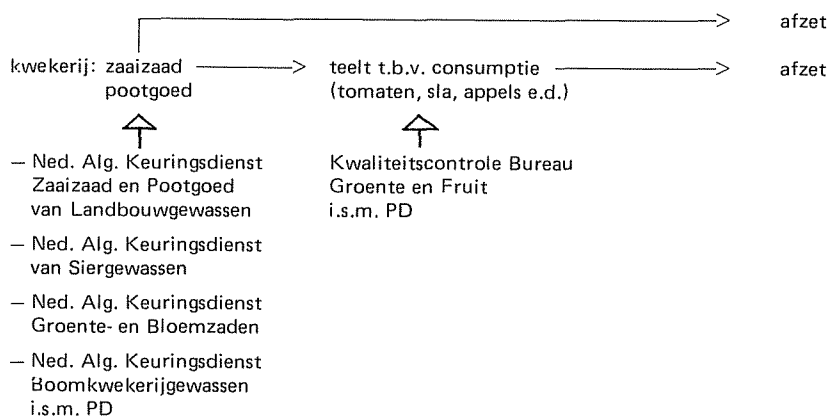 afzet
kwekerij: zaaizaad teelt t.b.v. consumptie afzet
pootgoed (tomaten, sla, appels e.d.)
– Ned. Alg. Keuringsdienst
Zaaizaad en Pootgoed
van Landbouwgewassen
– Ned. Alg. Keuringsdienst
van Siergewassen
– Ned. Alg. Keuringsdienst
Groente- en Bloemzaden
– Ned. Alg. Keuringsdienst
Boomkwekerijgewassen
i.s.m. PD
Kwaliteitscontrole Bureau
Groente en Fruit
i.s.m. PD